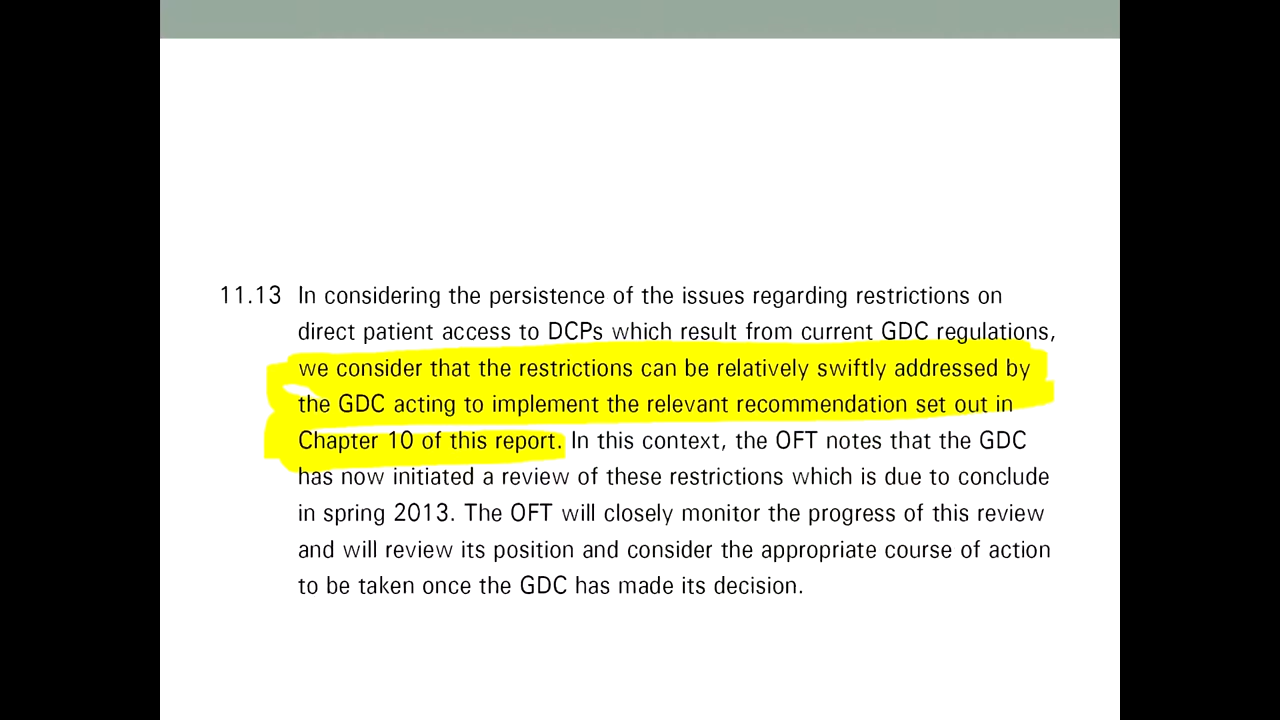 11.13 In considering the persistence of the issues regarding restrictions on
direct patient access to DCPs which result from current GDC regulations,
we consider that the restrictions can be relatively swiftly addressed by
the GDC acting to implement the relevant recommendation set out in
Chapter 10 of this report. In this context, the OFT notes that the GDC
has now initiated a review of these restrictions which is due to conclude
in spring 2013. The OFT will closely monitor the progress of this review
and will review its position and consider the appropriate course of action
to be taken once the GDC has made its decision.